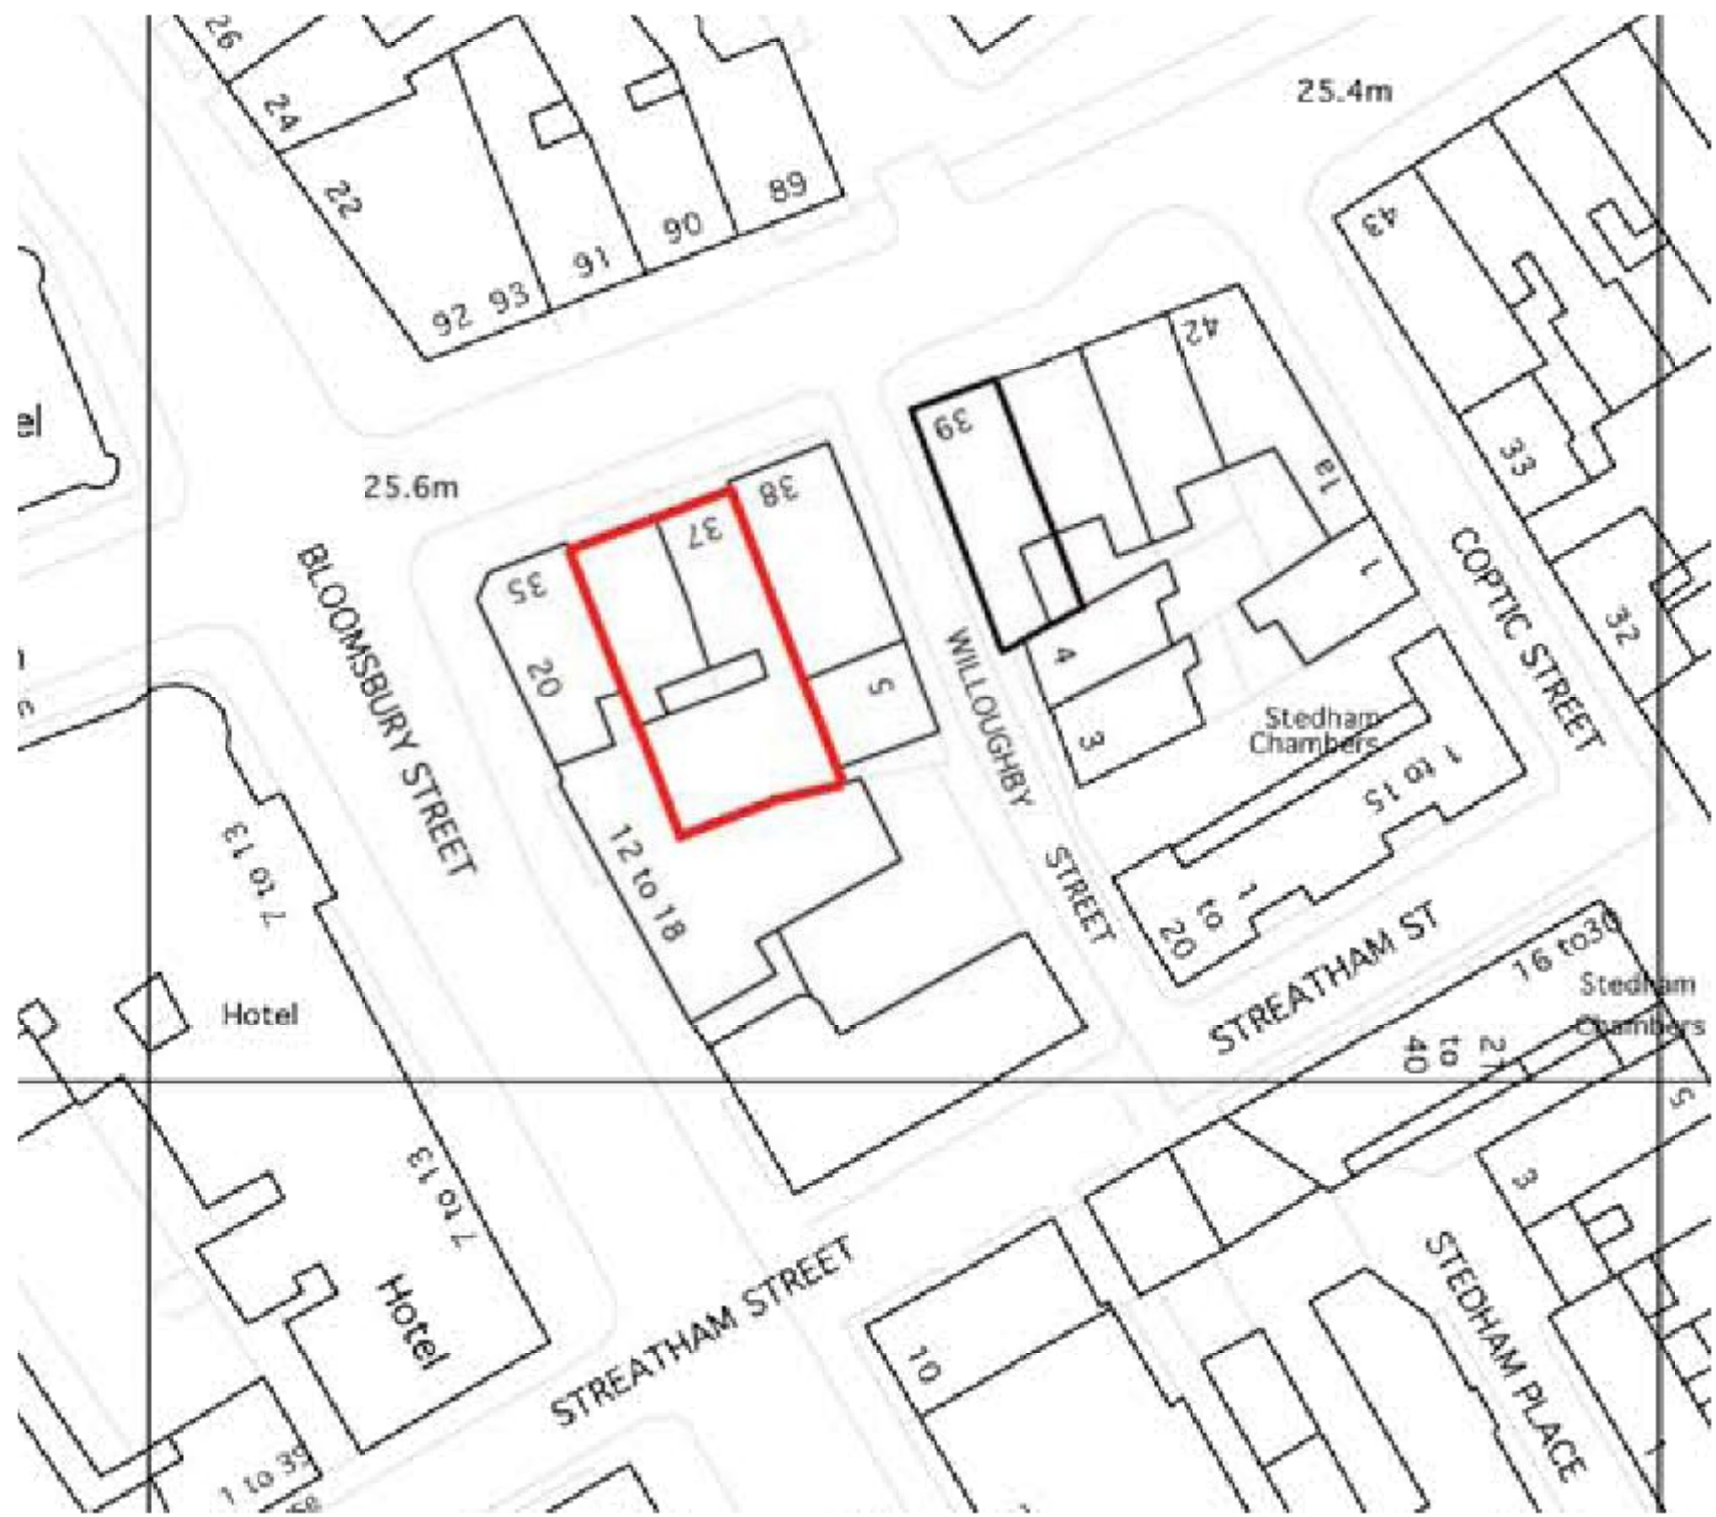 26
24
25.4m
22
89
90
91
93
92
43
42
39
38
37
35
25.6m
1a
33
1
32
20
5
4
3
BLOOMSBURY STREET
WILLOUGHBY
STREET
COPTIC STREET
Stedham
Chambers
1 to 15
7 to 13
12 to 18
1
to
20
STREATHAM ST
16 to 30
Stedham
Chambers
27
to
40
Hotel
5
3
7 to 13
Hotel
STREATHAM STREET
10
STEDHAM PLACE
1 to 39
1